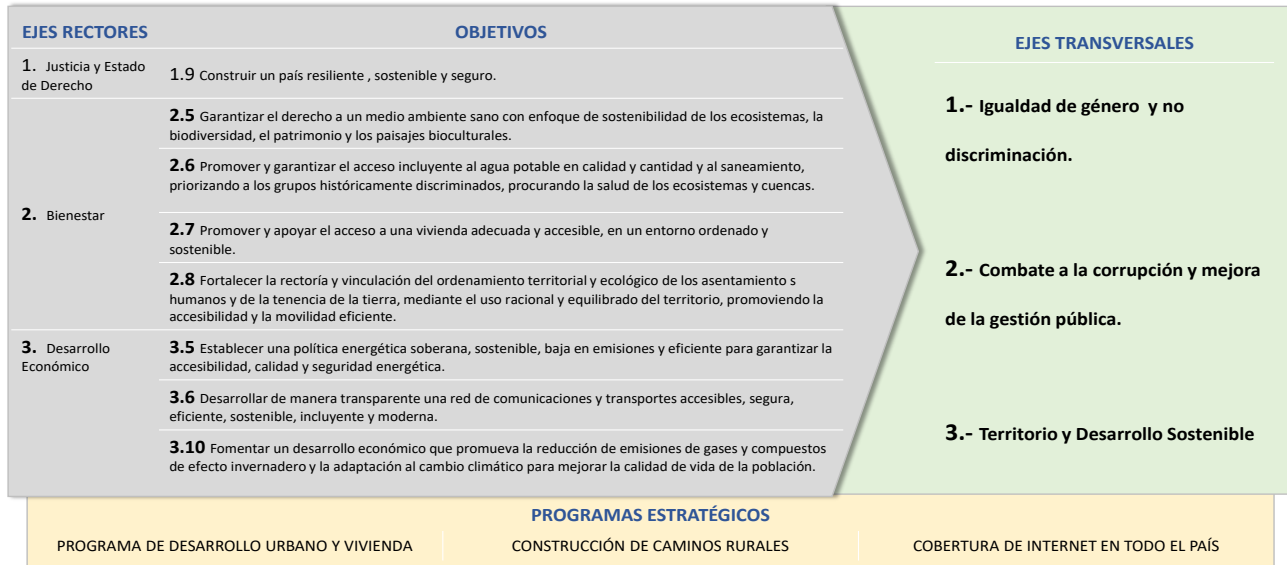 EJES RECTORES
OBJETIVOS
1. Justicia y Estado
de Derecho
1.9 Construir un país resiliente , sostenible y seguro.
2. Bienestar
2.5 Garantizar el derecho a un medio ambiente sano con enfoque de sostenibilidad de los ecosistemas, la
biodiversidad, el patrimonio y los paisajes bioculturales.
2.6 Promover y garantizar el acceso incluyente al agua potable en calidad y cantidad y al saneamiento,
priorizando a los grupos históricamente discriminados, procurando la salud de los ecosistemas y cuencas.
2.7 Promover y apoyar el acceso a una vivienda adecuada y accesible, en un entorno ordenado y
sostenible.
2.8 Fortalecer la rectoría y vinculación del ordenamiento territorial y ecológico de los asentamiento s
humanos y de la tenencia de la tierra, mediante el uso racional y equilibrado del territorio, promoviendo la
accesibilidad y la movilidad eficiente.
3. Desarrollo
Económico
3.5 Establecer una política energética soberana, sostenible, baja en emisiones y eficiente para garantizar la
accesibilidad, calidad y seguridad energética.
3.6 Desarrollar de manera transparente una red de comunicaciones y transportes accesibles, segura,
eficiente, sostenible, incluyente y moderna.
3.10 Fomentar un desarrollo económico que promueva la reducción de emisiones de gases y compuestos
de efecto invernadero y la adaptación al cambio climático para mejorar la calidad de vida de la población.
EJES TRANSVERSALES
1.- Igualdad de género y no
discriminación.
2.- Combate a la corrupción y mejora
de la gestión pública.
3.- Territorio y Desarrollo Sostenible
PROGRAMAS ESTRATÉGICOS
PROGRAMA DE DESARROLLO URBANO Y VIVIENDA
CONSTRUCCIÓN DE CAMINOS RURALES
COBERTURA DE INTERNET EN TODO EL PAÍS